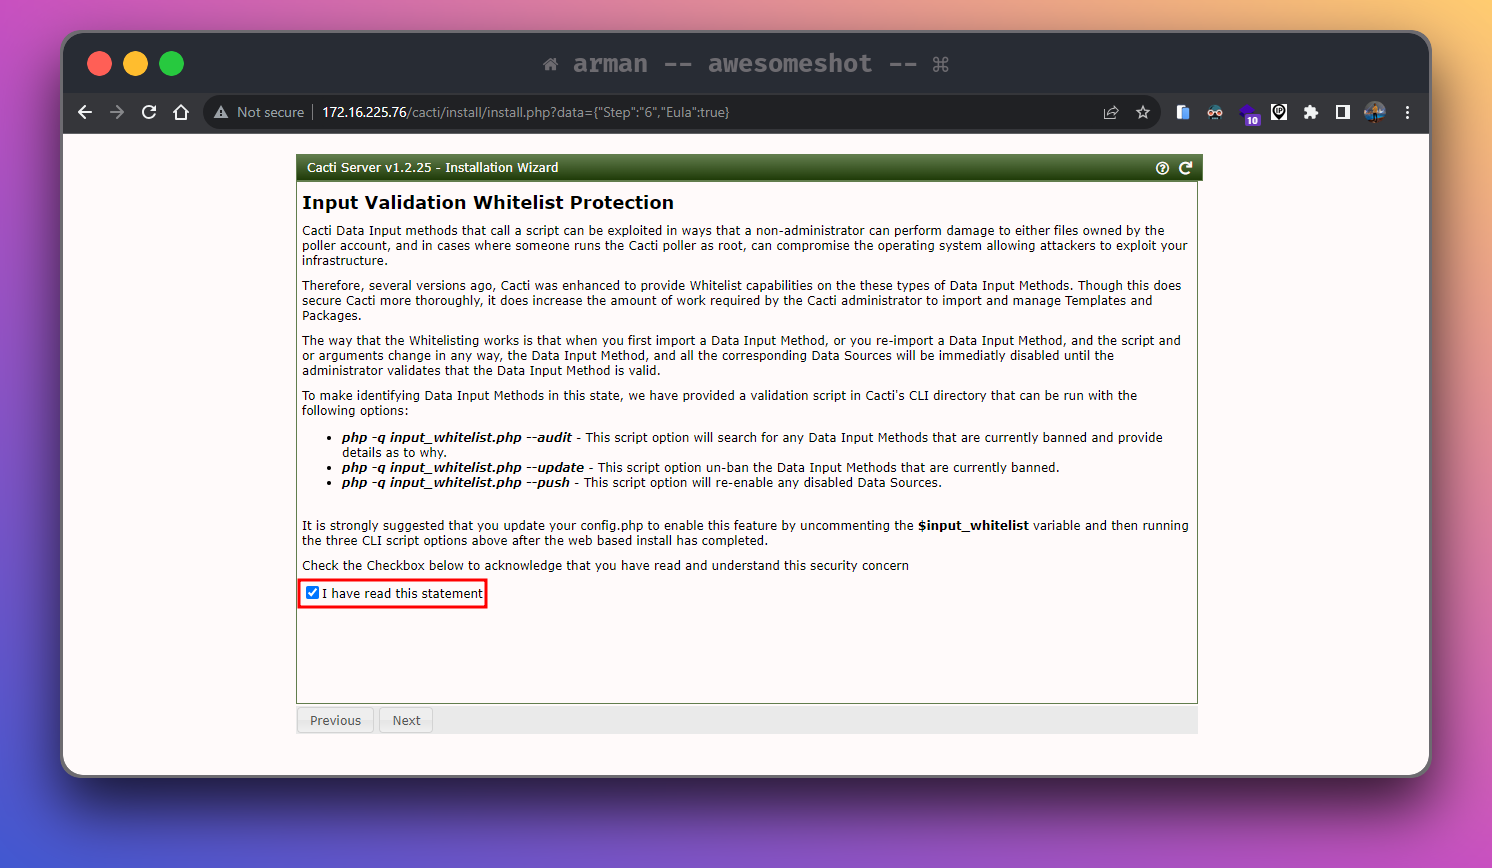 arman -- awesomeshot -- ⌘
Not secure 172.16.225.76/cacti/install/install.php?data={"Step":"6","Eula":true}
10
Cacti Server v1.2.25 - Installation Wizard
Input Validation Whitelist Protection
Cacti Data Input methods that call a script can be exploited in ways that a non-administrator can perform damage to either files owned by the
poller account, and in cases where someone runs the Cacti poller as root, can compromise the operating system allowing attackers to exploit your
infrastructure.
Therefore, several versions ago, Cacti was enhanced to provide Whitelist capabilities on the these types of Data Input Methods. Though this does
secure Cacti more thoroughly, it does increase the amount of work required by the Cacti administrator to import and manage Templates and
Packages.
The way that the Whitelisting works is that when you first import a Data Input Method, or you re-import a Data Input Method, and the script and
or arguments change in any way, the Data Input Method, and all the corresponding Data Sources will be immediatly disabled until the
administrator validates that the Data Input Method is valid.
To make identifying Data Input Methods in this state, we have provided a validation script in Cacti's CLI directory that can be run with the
following options:
• php -q input_whitelist.php --audit - This script option will search for any Data Input Methods that are currently banned and provide
details as to why.
• php -q input_whitelist.php --update - This script option un-ban the Data Input Methods that are currently banned.
• php -q input_whitelist.php --push - This script option will re-enable any disabled Data Sources.
It is strongly suggested that you update your config.php to enable this feature by uncommenting the $input_whitelist variable and then running
the three CLI script options above after the web based install has completed.
Check the Checkbox below to acknowledge that you have read and understand this security concern
I have read this statement
Previous Next